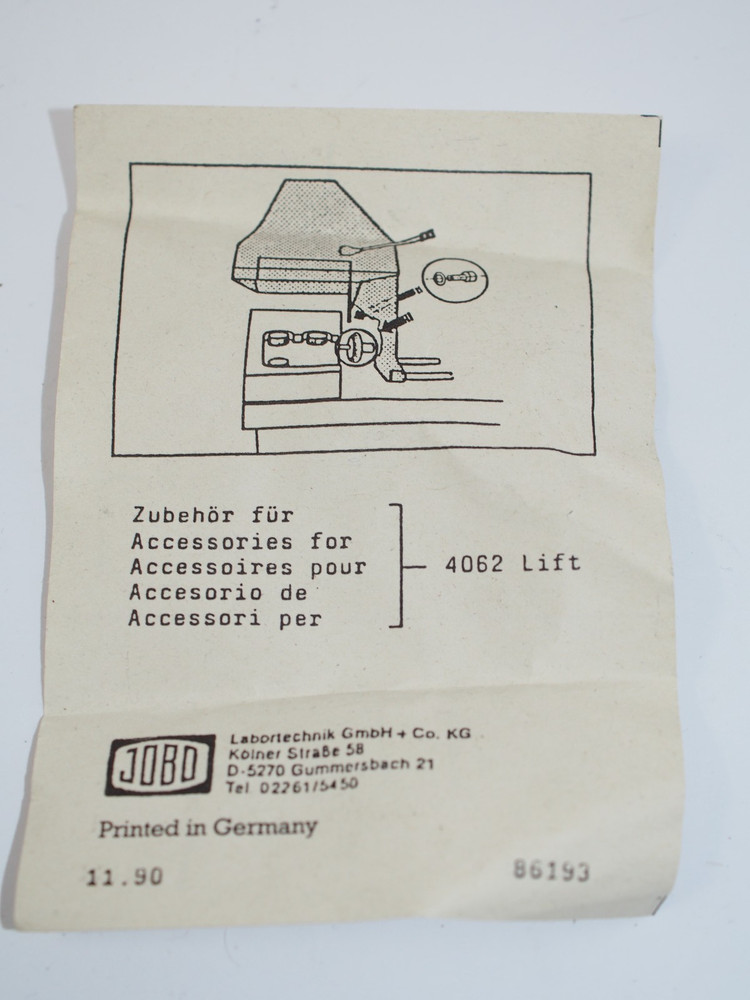 Zubehör für
Accessories for
Accessoires pour
Accesorio de
Accessori per
4062 Lift
JOBO
Labortechnik GmbH + Co. KG
Kölner Straße 58
D-5270 Gummersbach 21
Tel. 02261/5450
Printed in Germany
11.90
86193